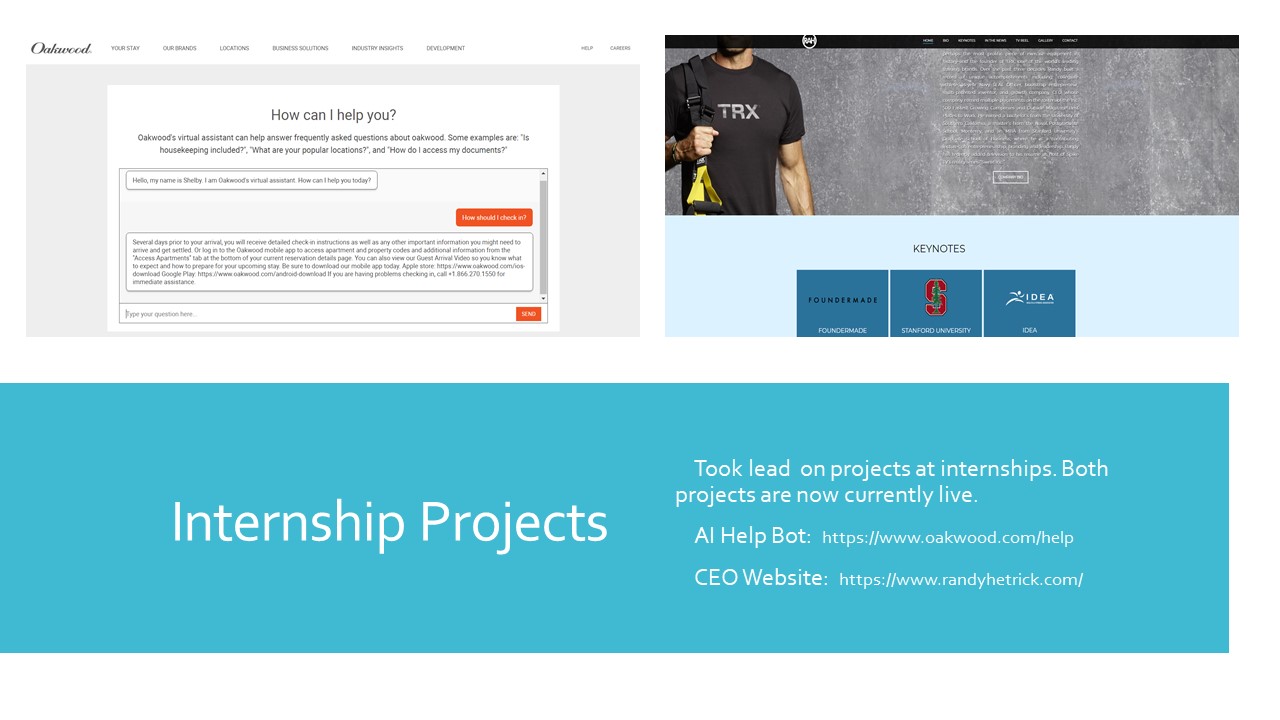 Oakwood
YOUR STAY
OUR BRANDS
LOCATIONS
BUSINESS SOLUTIONS
INDUSTRY INSIGHTS
DEVELOPMENT
HELP
CAREERS
How can I help you?
Oakwood's virtual assistant can help answer frequently asked questions about oakwood. Some examples are: "Is
housekeeping included?", "What are your popular locations?", and "How do I access my documents?"
Hello, my name is Shelby. I am Oakwood's virtual assistant. How can I help you today?
How should I check in?
Several days prior to your arrival, you will receive detailed check-in instructions as well as any other important information you might need to
arrive and get settled. Or log in to the Oakwood mobile app to access apartment and property codes and additional information from the
"Access Apartments" tab at the bottom of your current reservation details page. You can also view our Guest Arrival Video so you know what
to expect and how to prepare for your upcoming stay. Be sure to download our mobile app today. Apple store: https://www.oakwood.com/ios-
download Google Play: https://www.oakwood.com/android-download If you are having problems checking in, call +1.866.270.1550 for
immediate assistance.
Type your question here...
SEND
RAH
HOME
BIO
KEYNOTES
IN THE NEWS
TV REEL
GALLERY
CONTACT
TRX
KEYNOTES
FOUNDERMADE
FOUNDERMADE
S
STANFORD UNIVERSITY
IDEA
IDEA
Internship Projects
Took lead  on projects at internships. Both
projects are now currently live.
AI Help Bot:  https://www.oakwood.com/help
CEO Website:  https://www.randyhetrick.com/